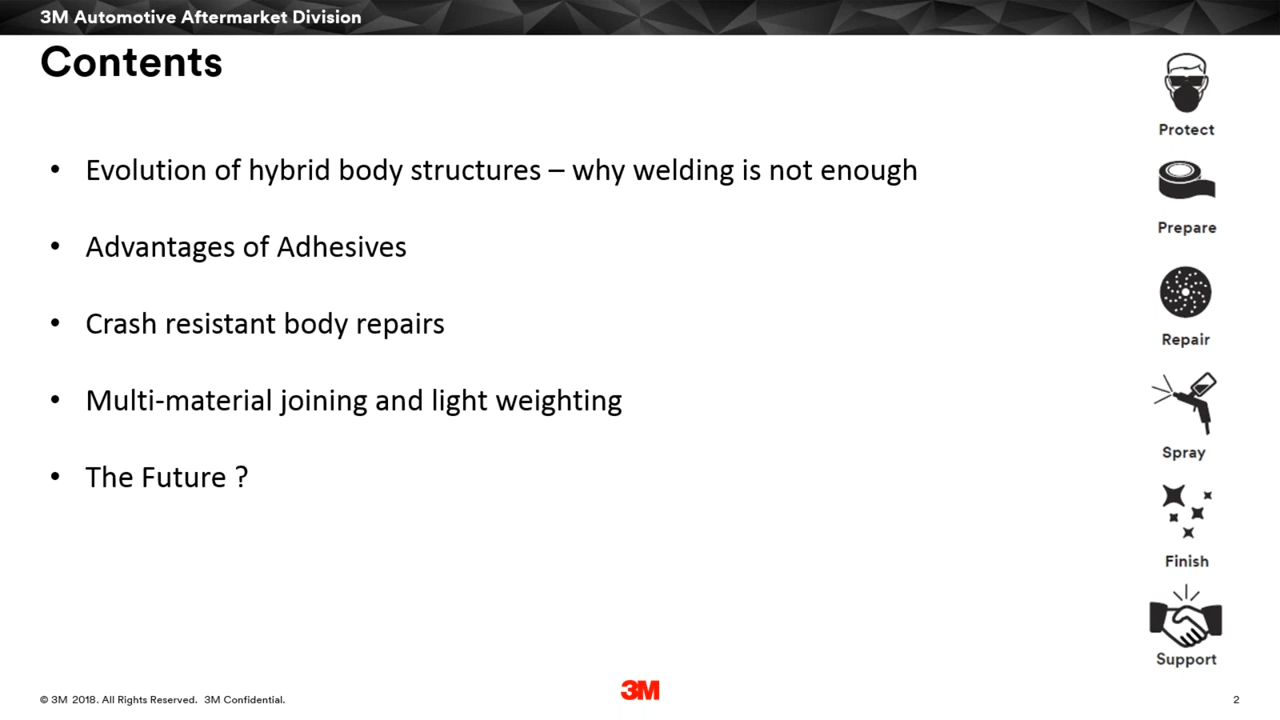 3M Automotive Aftermarket Division
Contents
• Evolution of hybrid body structures – why welding is not enough
• Advantages of Adhesives
• Crash resistant body repairs
• Multi-material joining and light weighting
• The Future ?
Protect
Prepare
Repair
Spray
Finish
Support
© 3M 2018. All Rights Reserved. 3M Confidential.
3M
2